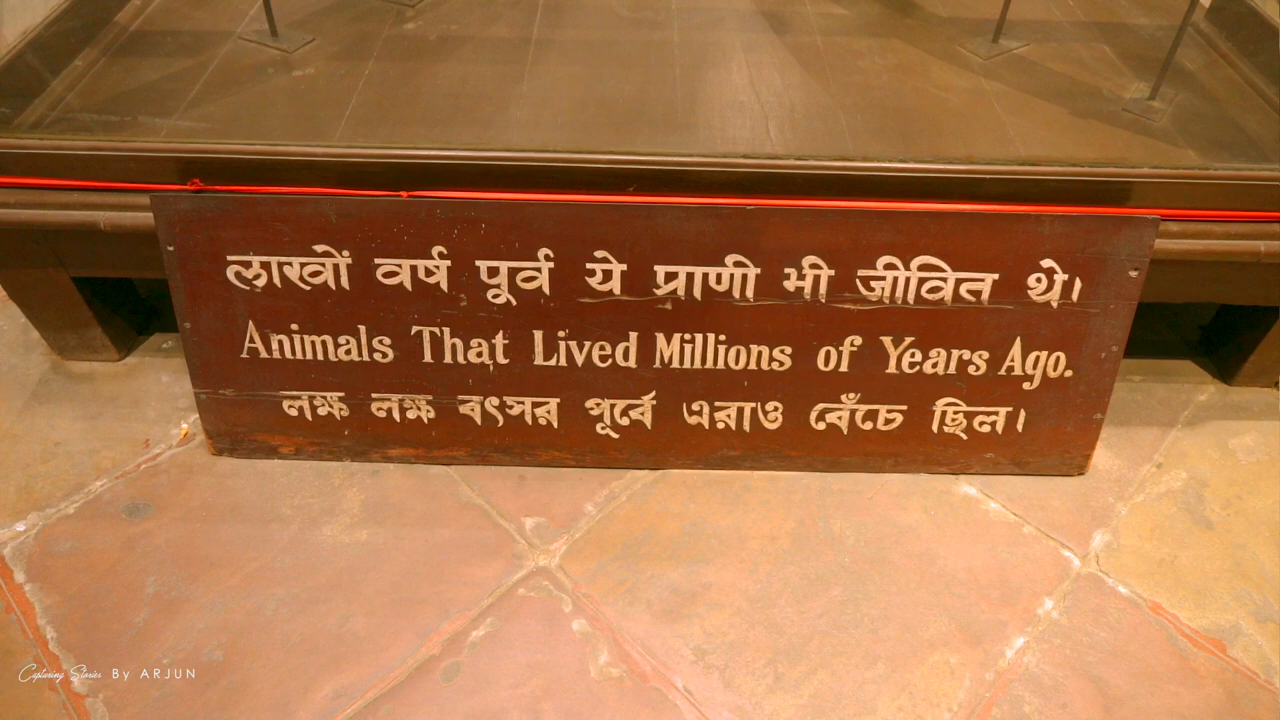 लाखों वर्ष पूर्व ये प्राणी भी जीवित थे।
Animals That Lived Millions of Years Ago.
লক্ষ লক্ষ বৎসর পূর্বে এরাও বেঁচে ছিল।
Capturing Stories By ARJUN